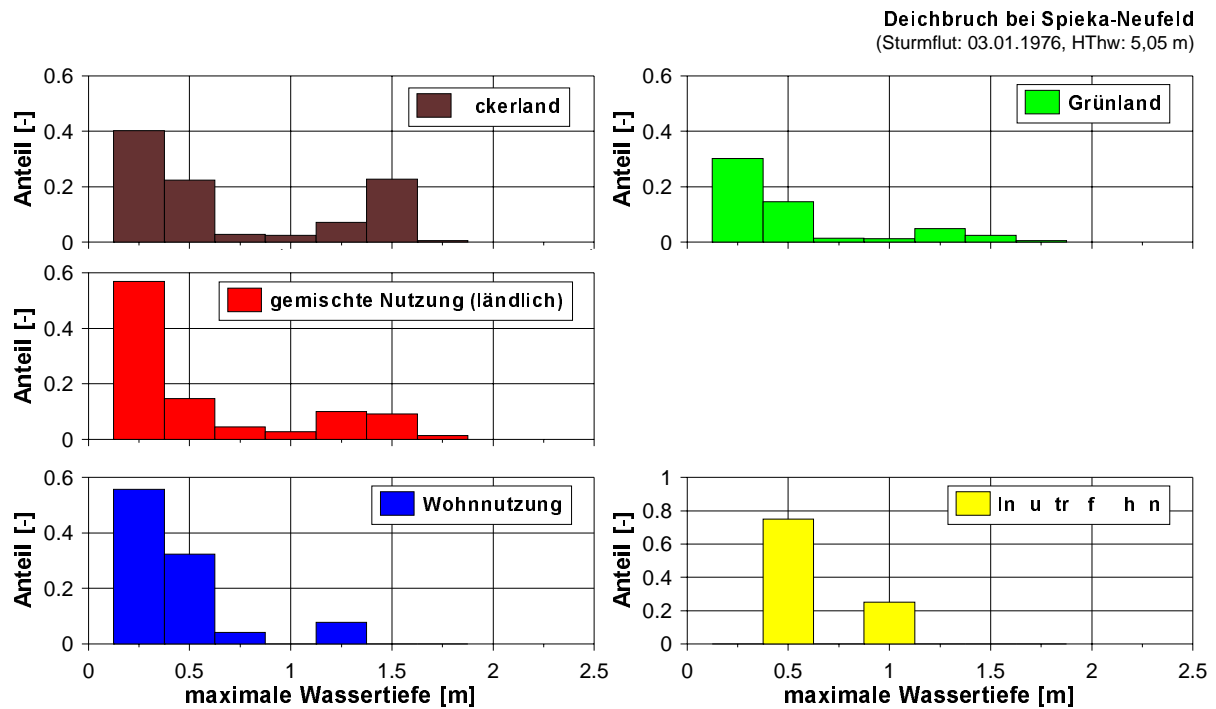 Deichbruch bei Spieka-Neufeld
(Sturmflut: 03.01.1976, HThw: 5,05 m)
0.6
0.4
0.2
0
Anteil [-]
ckerland
0.6
0.4
0.2
0
Anteil [-]
Grünland
0.6
0.4
0.2
0
Anteil [-]
gemischte Nutzung (ländlich)
0.6
0.4
0.2
0
Anteil [-]
Wohnnutzung
0 0.5 1 1.5 2 2.5
maximale Wassertiefe [m]
1
0.8
0.6
0.4
0.2
0
Anteil [-]
In u tr f h n
0 0.5 1 1.5 2 2.5
maximale Wassertiefe [m]